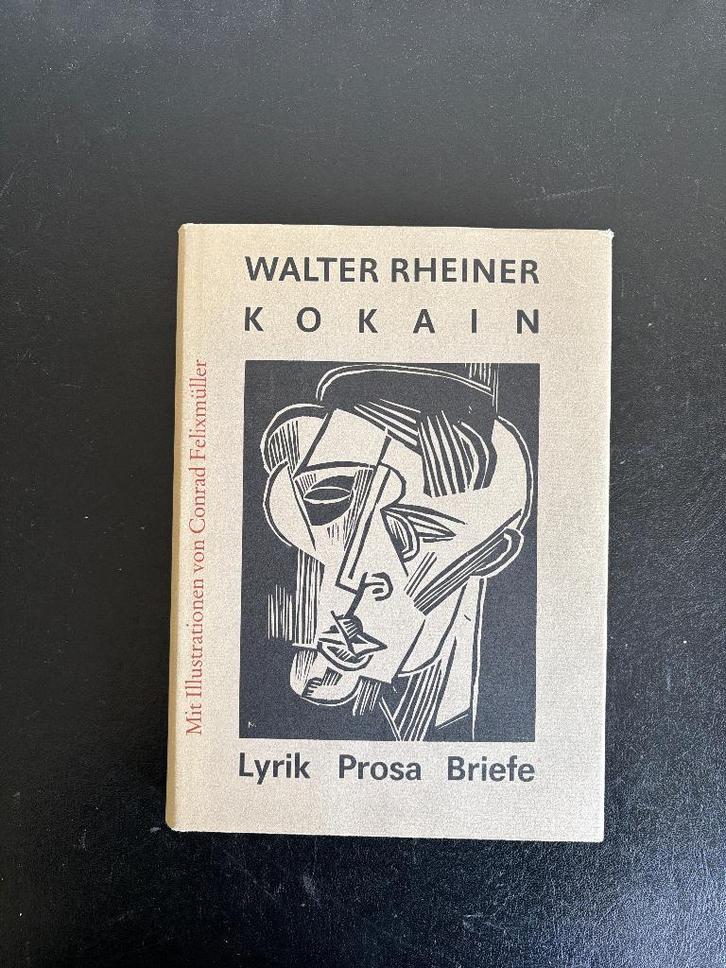 WALTER RHEINER
KOKAIN
Mit Illustrationen von Conrad Felixmüller
Lyrik Prosa Briefe